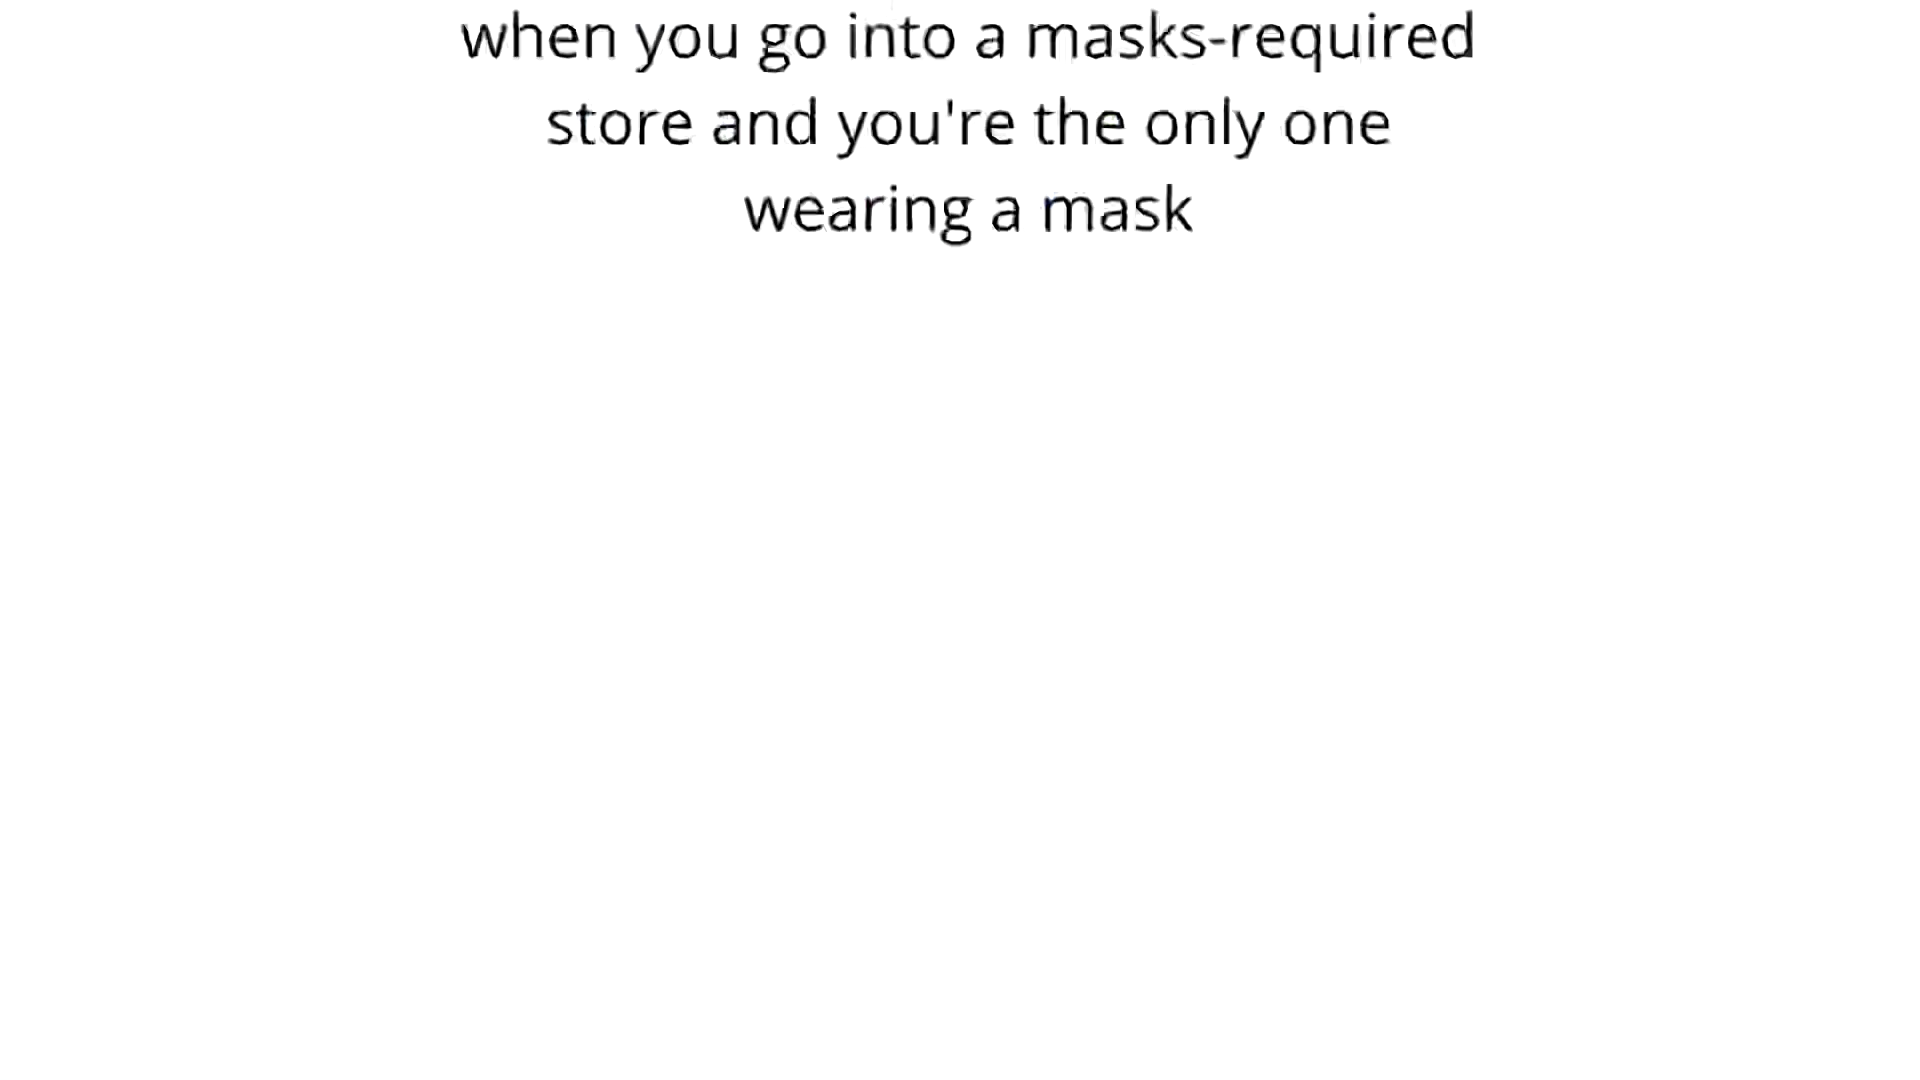 when you go into a masks-required
store and you're the only one
wearing a mask